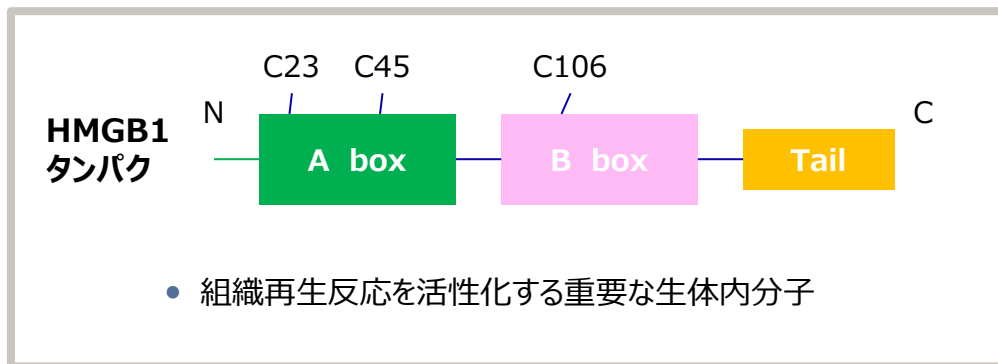 C23 C45 C106
N C
HMGB1
タンパク
A box B box Tail
• 組織再生反応を活性化する重要な生体内分子